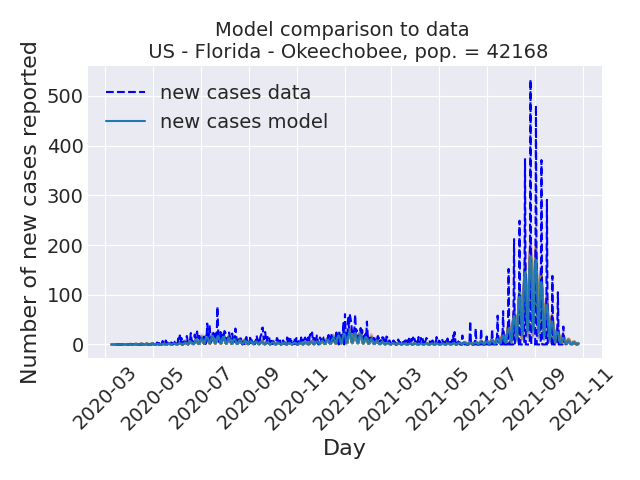 Model comparison to data
US - Florida - Okeechobee, pop. = 42168
Number of new cases reported
500
400
300
200
100
0
new cases data
new cases model
2020-03
2020-05
2020-07
2020-09
2020-11
2021-01
2021-03
2021-05
2021-07
2021-09
2021-11
Day